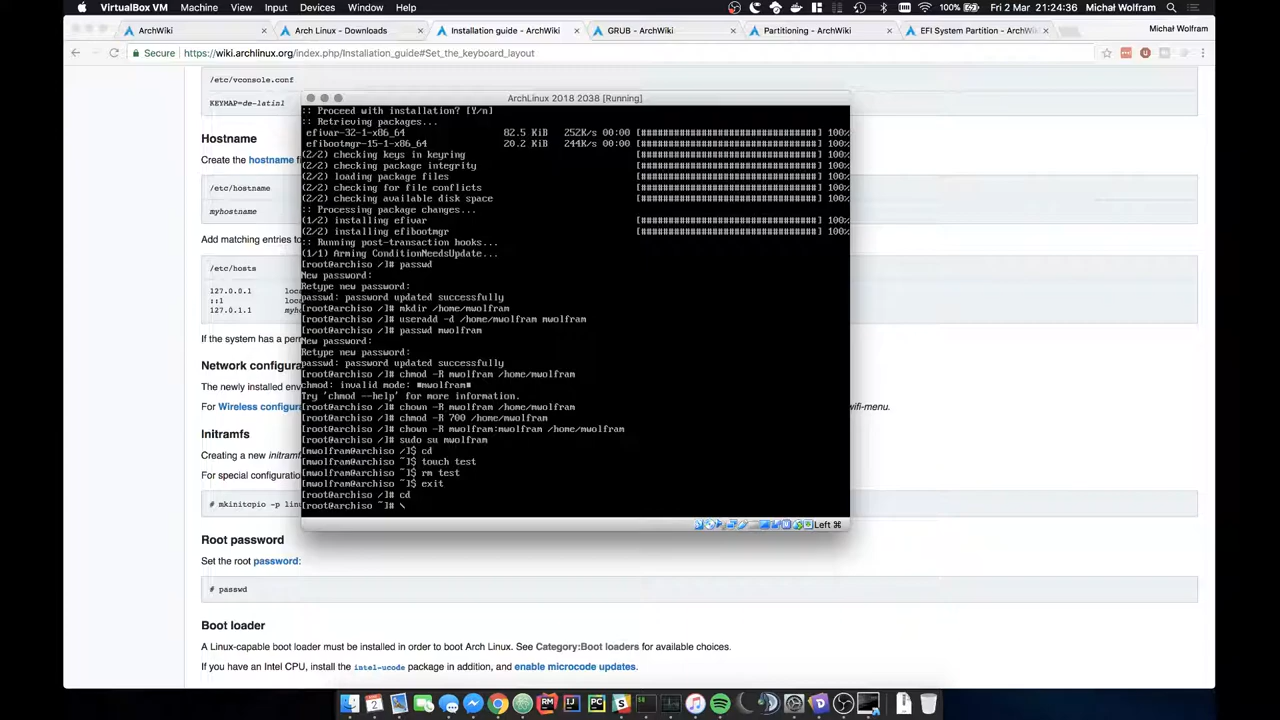 VirtualBox VM Machine View Input Devices Window Help 100% Fri 2 Mar 21:24:36 Michał Wolfram
ArchWiki × Arch Linux - Downloads × Installation guide - ArchWiki × GRUB - ArchWiki × Partitioning - ArchWiki × EFI System Partition - ArchWi × Michał Wolfram
Secure https://wiki.archlinux.org/index.php/Installation_guide#Set_the_keyboard_layout
/etc/vconsole.conf
KEYMAP=de-latin1
Hostname
Create the hostname f
/etc/hostname
myhostname
Add matching entries to
/etc/hosts
127.0.0.1 loc
::1 loc
127.0.1.1 myh
If the system has a per
Network configura
The newly installed env
For Wireless configur
wifi-menu.
Initramfs
Creating a new initramf
For special configuratio
# mkinitcpio -p lin
Root password
Set the root password:
# passwd
Boot loader
A Linux-capable boot loader must be installed in order to boot Arch Linux. See Category:Boot loaders for available choices.
If you have an Intel CPU, install the intel-ucode package in addition, and enable microcode updates.
ArchLinux 2018 2038 [Running]
:: Proceed with installation? [Y/n]
:: Retrieving packages...
efivar-32-1-x86_64 82.5 KiB 252K/s 00:00 [################################] 100%
efibootmgr-15-1-x86_64 20.2 KiB 244K/s 00:00 [################################] 100%
(2/2) checking keys in keyring [################################] 100%
(2/2) checking package integrity [################################] 100%
(2/2) loading package files [################################] 100%
(2/2) checking for file conflicts [################################] 100%
(2/2) checking available disk space [################################] 100%
:: Processing package changes...
(1/2) installing efivar [################################] 100%
(2/2) installing efibootmgr [################################] 100%
:: Running post-transaction hooks...
(1/1) Arming ConditionNeedsUpdate...
[root@archiso /]# passwd
New password:
Retype new password:
passwd: password updated successfully
[root@archiso /]# mkdir /home/mwolfram
[root@archiso /]# useradd -d /home/mwolfram mwolfram
[root@archiso /]# passwd mwolfram
New password:
Retype new password:
passwd: password updated successfully
[root@archiso /]# chmod -R mwolfram /home/mwolfram
chmod: invalid mode: ■mwolfram■
Try 'chmod --help' for more information.
[root@archiso /]# chown -R mwolfram /home/mwolfram
[root@archiso /]# chmod -R 700 /home/mwolfram
[root@archiso /]# chown -R mwolfram:mwolfram /home/mwolfram
[root@archiso /]# sudo su mwolfram
[mwolfram@archiso /]$ cd
[mwolfram@archiso ~]$ touch test
[mwolfram@archiso ~]$ rm test
[mwolfram@archiso ~]$ exit
[root@archiso /]# cd
[root@archiso ~]# \
Left ⌘